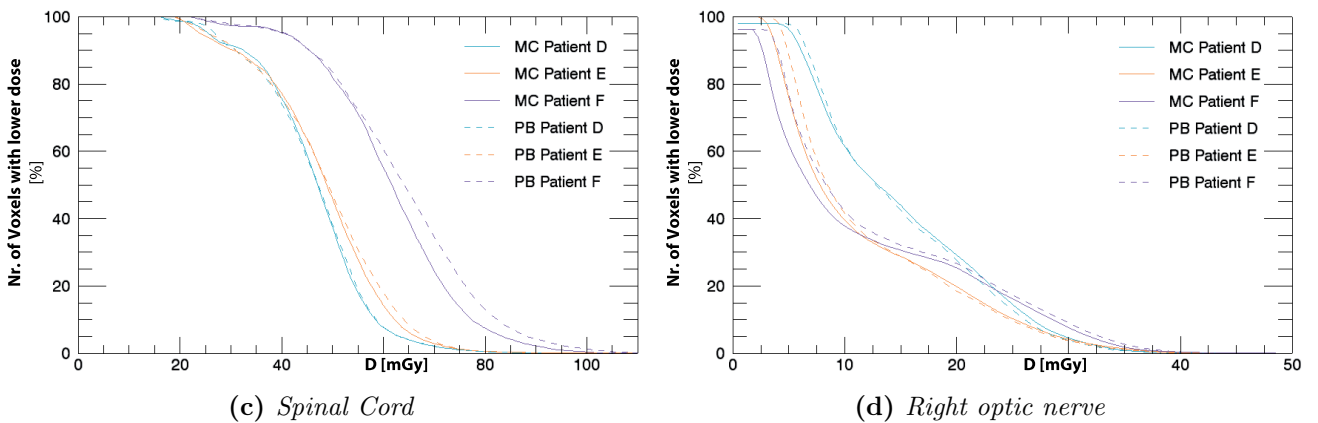 100
80
60
40
20
0
Nr. of Voxels with lower dose
[%]
MC Patient D
MC Patient E
MC Patient F
PB Patient D
PB Patient E
PB Patient F
0 20 40 60 80 100
D [mGy]
(c) Spinal Cord
100
80
60
40
20
0
Nr. of Voxels with lower dose
[%]
MC Patient D
MC Patient E
MC Patient F
PB Patient D
PB Patient E
PB Patient F
0 10 20 40 50
D [mGy]
(d) Right optic nerve